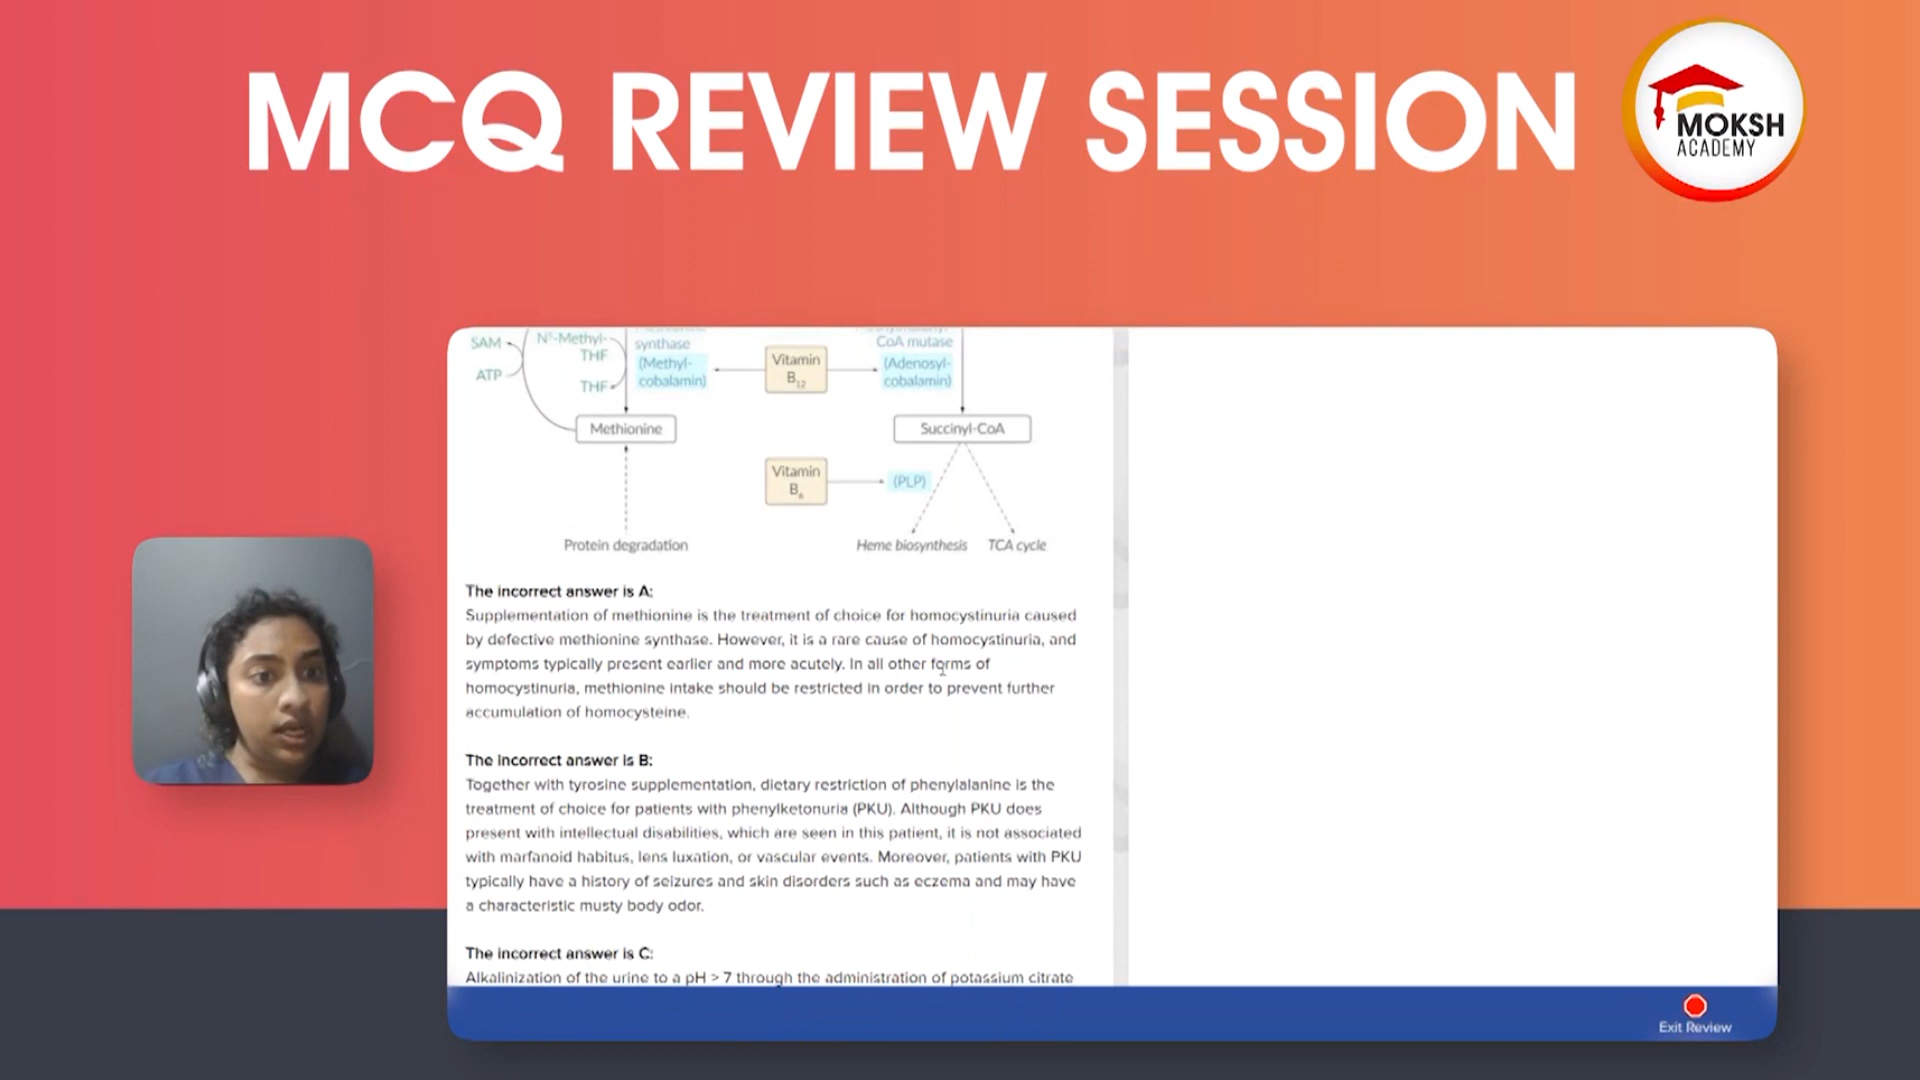 MCQ REVIEW SESSION
MOKSH
ACADEMY
SAM
N⁵-Methyl-
THF
synthase
CoA mutase
(Methyl-
cobalamin)
Vitamin
B₁₂
(Adenosyl-
cobalamin)
ATP
THF
Methionine
Succinyl-CoA
Vitamin
B₆
(PLP)
Protein degradation
Heme biosynthesis
TCA cycle
The incorrect answer is A:
Supplementation of methionine is the treatment of choice for homocystinuria caused
by defective methionine synthase. However, it is a rare cause of homocystinuria, and
symptoms typically present earlier and more acutely. In all other forms of
homocystinuria, methionine intake should be restricted in order to prevent further
accumulation of homocysteine.
The incorrect answer is B:
Together with tyrosine supplementation, dietary restriction of phenylalanine is the
treatment of choice for patients with phenylketonuria (PKU). Although PKU does
present with intellectual disabilities, which are seen in this patient, it is not associated
with marfanoid habitus, lens luxation, or vascular events. Moreover, patients with PKU
typically have a history of seizures and skin disorders such as eczema and may have
a characteristic musty body odor.
The incorrect answer is C:
Alkalinization of the urine to a pH > 7 through the administration of potassium citrate
Exit Review